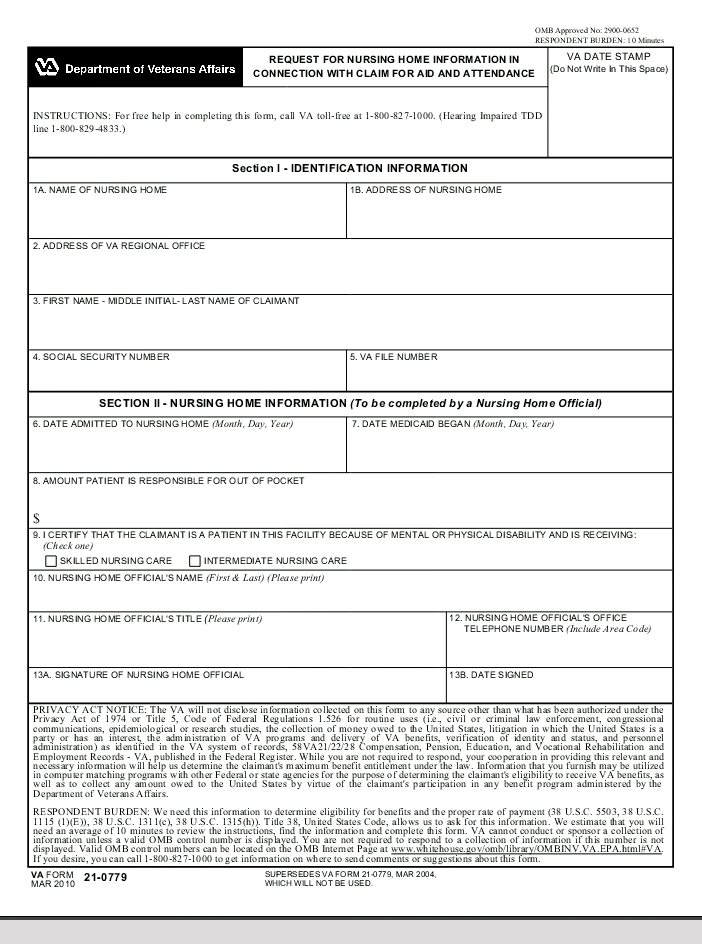 OMB Approved No: 2900-0652
RESPONDENT BURDEN: 10 Minutes
VA Department of Veterans Affairs
REQUEST FOR NURSING HOME INFORMATION IN
CONNECTION WITH CLAIM FOR AID AND ATTENDANCE
VA DATE STAMP
(Do Not Write In This Space)
INSTRUCTIONS: For free help in completing this form, call VA toll-free at 1-800-827-1000. (Hearing Impaired TDD
line 1-800-829-4833.)
Section I - IDENTIFICATION INFORMATION
1A. NAME OF NURSING HOME
1B. ADDRESS OF NURSING HOME
2. ADDRESS OF VA REGIONAL OFFICE
3. FIRST NAME - MIDDLE INITIAL- LAST NAME OF CLAIMANT
4. SOCIAL SECURITY NUMBER
5. VA FILE NUMBER
SECTION II - NURSING HOME INFORMATION (To be completed by a Nursing Home Official)
6. DATE ADMITTED TO NURSING HOME (Month, Day, Year)
7. DATE MEDICAID BEGAN (Month, Day, Year)
8. AMOUNT PATIENT IS RESPONSIBLE FOR OUT OF POCKET
$
9. I CERTIFY THAT THE CLAIMANT IS A PATIENT IN THIS FACILITY BECAUSE OF MENTAL OR PHYSICAL DISABILITY AND IS RECEIVING:
(Check one)
SKILLED NURSING CARE
INTERMEDIATE NURSING CARE
10. NURSING HOME OFFICIAL'S NAME (First & Last) (Please print)
11. NURSING HOME OFFICIAL'S TITLE (Please print)
12. NURSING HOME OFFICIAL'S OFFICE
TELEPHONE NUMBER (Include Area Code)
13A. SIGNATURE OF NURSING HOME OFFICIAL
13B. DATE SIGNED
PRIVACY ACT NOTICE: The VA will not disclose information collected on this form to any source other than what has been authorized under the
Privacy Act of 1974 or Title 5, Code of Federal Regulations 1.526 for routine uses (i.e., civil or criminal law enforcement, congressional
communications, epidemiological or research studies, the collection of money owed to the United States, litigation in which the United States is a
party or has an interest, the administration of VA programs and delivery of VA benefits, verification of identity and status, and personnel
administration) as identified in the VA system of records, 58VA21/22/28 Compensation, Pension, Education, and Vocational Rehabilitation and
Employment Records - VA, published in the Federal Register. While you are not required to respond, your cooperation in providing this relevant and
necessary information will help us determine the claimant's maximum benefit entitlement under the law. Information that you furnish may be utilized
in computer matching programs with other Federal or state agencies for the purpose of determining the claimant's eligibility to receive VA benefits, as
well as to collect any amount owed to the United States by virtue of the claimant's participation in any benefit program administered by the
Department of Veterans Affairs.
RESPONDENT BURDEN: We need this information to determine eligibility for benefits and the proper rate of payment (38 U.S.C. 5503, 38 U.S.C.
1115 (1)(E)), 38 U.S.C. 1311(c), 38 U.S.C. 1315(h)). Title 38, United States Code, allows us to ask for this information. We estimate that you will
need an average of 10 minutes to review the instructions, find the information and complete this form. VA cannot conduct or sponsor a collection of
information unless a valid OMB control number is displayed. You are not required to respond to a collection of information if this number is not
displayed. Valid OMB control numbers can be located on the OMB Internet Page at www.whitehouse.gov/omb/library/OMBINV.VA.EPA.html#VA.
If you desire, you can call 1-800-827-1000 to get information on where to send comments or suggestions about this form.
VA FORM
MAR 2010
21-0779
SUPERSEDES VA FORM 21-0779, MAR 2004,
WHICH WILL NOT BE USED.